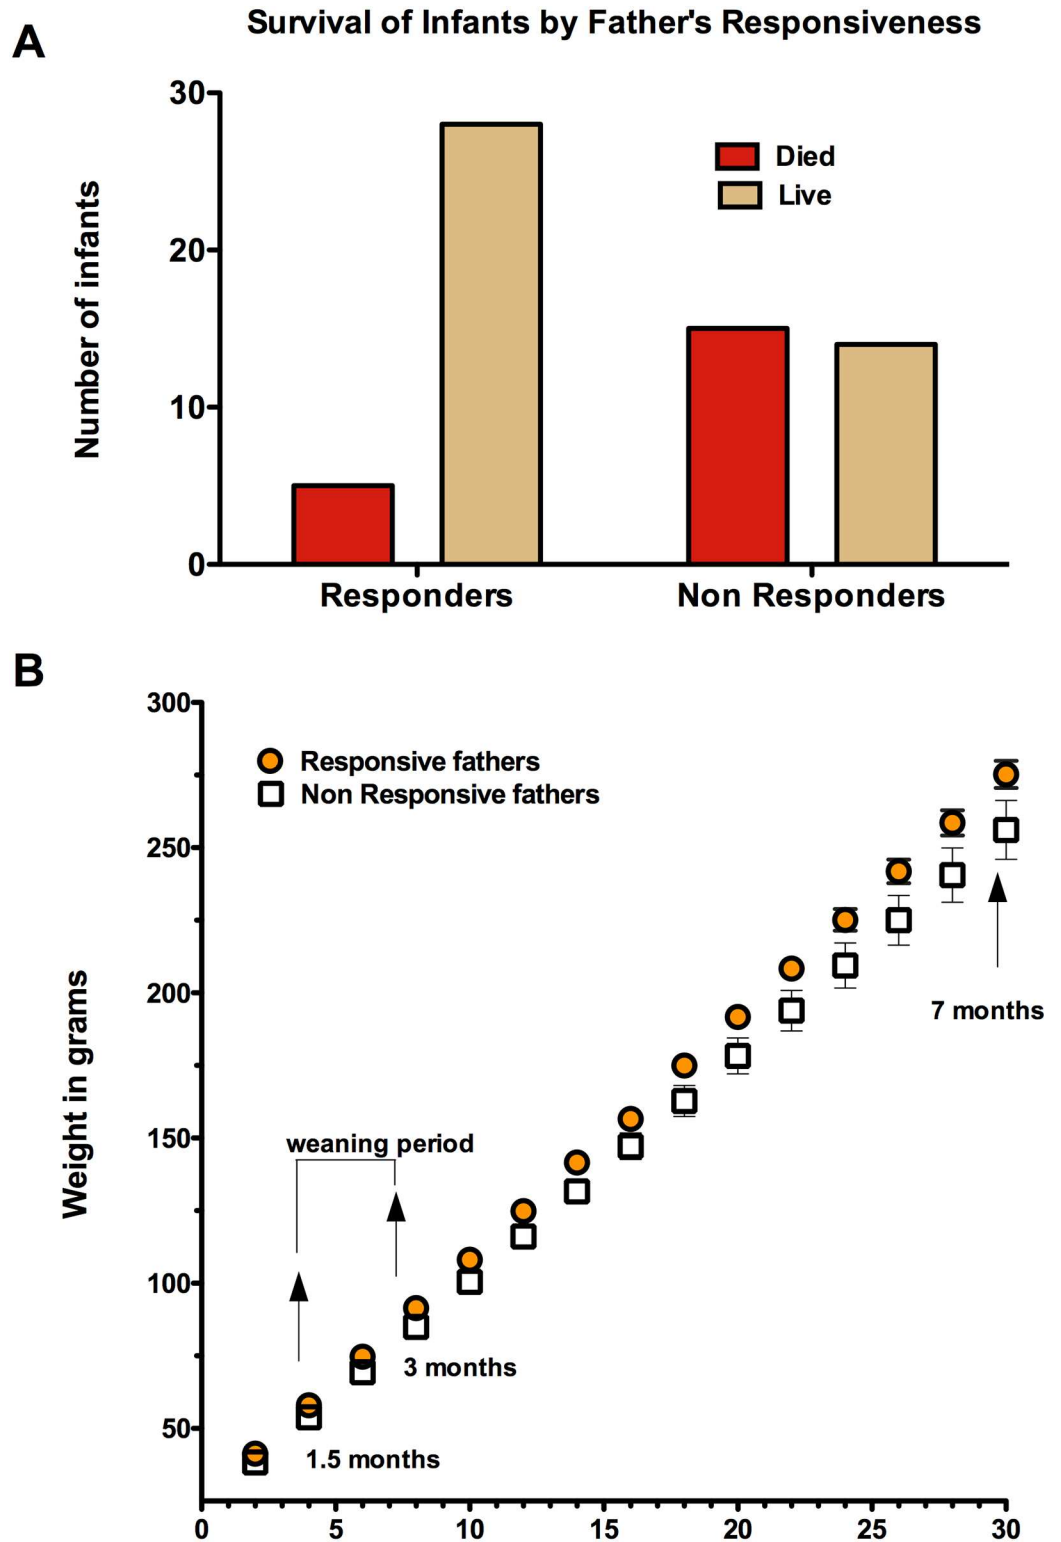 A
Survival of Infants by Father's Responsiveness
Number of infants
30
20
10
0
Died
Live
Responders
Non Responders
B
Weight in grams
300
250
200
150
100
50
Responsive fathers
Non Responsive fathers
7 months
weaning period
3 months
1.5 months
0
5
10
15
20
25
30